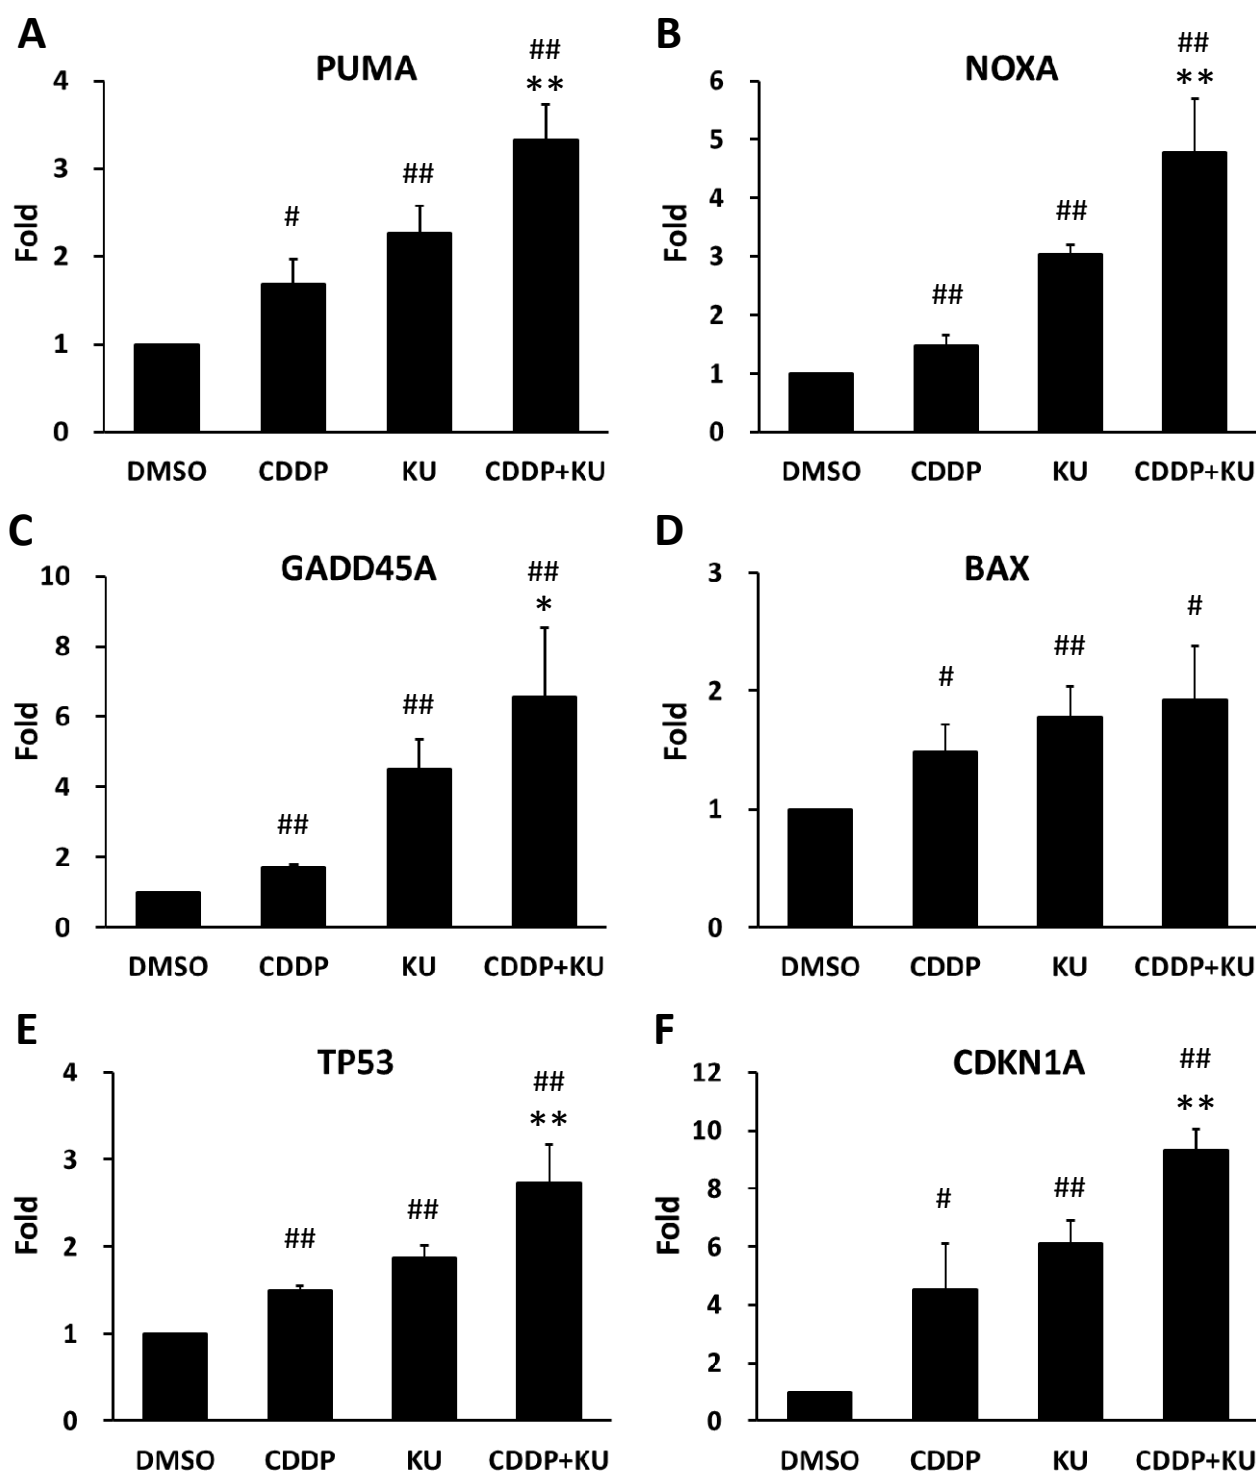 A
PUMA
##
**
4
3
2
1
0
Fold
#
##
DMSO CDDP KU CDDP+KU
B
NOXA
##
**
6
5
4
3
2
1
0
Fold
##
##
DMSO CDDP KU CDDP+KU
C
GADD45A
##
*
10
8
6
4
2
0
Fold
##
##
DMSO CDDP KU CDDP+KU
D
BAX
3
2
1
0
Fold
#
##
#
DMSO CDDP KU CDDP+KU
E
TP53
##
**
4
3
2
1
0
Fold
##
##
DMSO CDDP KU CDDP+KU
F
CDKN1A
##
**
12
10
8
6
4
2
0
Fold
#
##
DMSO CDDP KU CDDP+KU